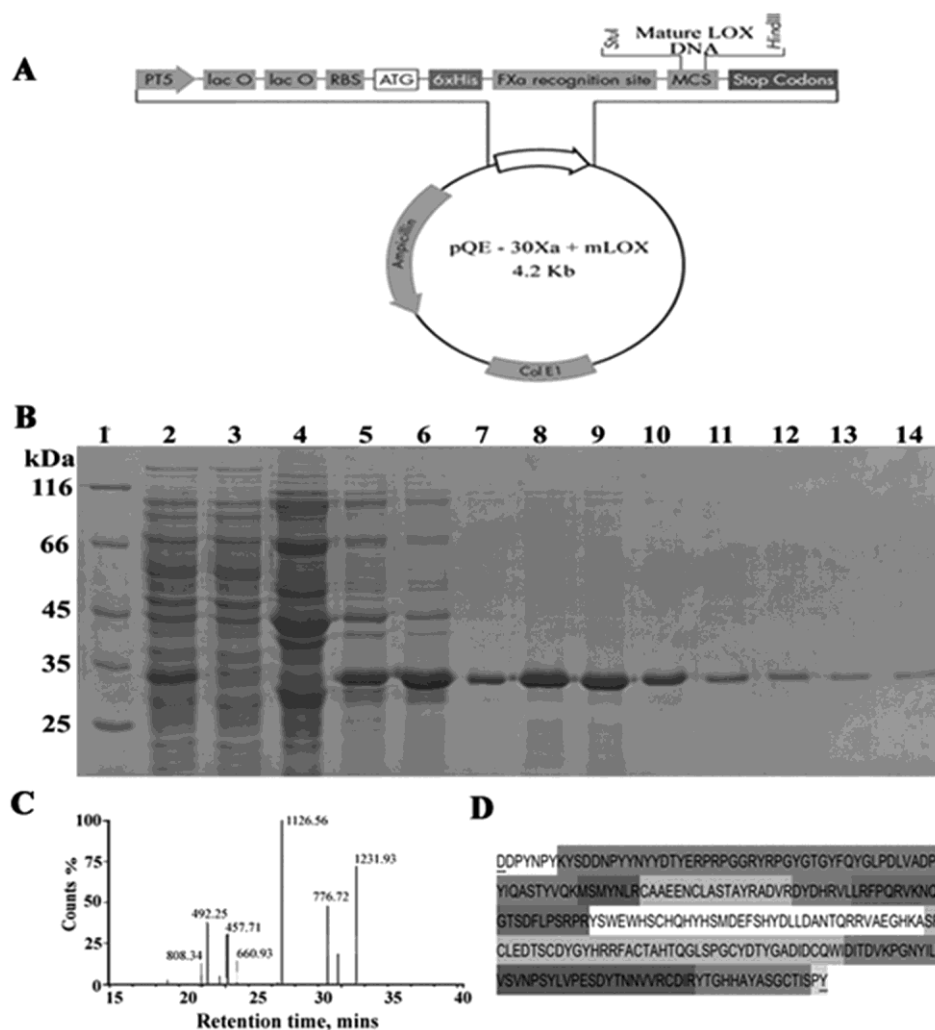 A
StuI
Mature LOX
DNA
HindIII
PT5 lac O lac O RBS ATG 6xHis FXa recognition site MCS Stop Codons
Ampicillin
pQE - 30Xa + mLOX
4.2 Kb
Col E1
B
1 2 3 4 5 6 7 8 9 10 11 12 13 14
kDa
116
66
45
35
25
C
Counts %
100
75
50
25
0
1126.56
1231.93
776.72
492.25
457.71
808.34
660.93
15 20 25 30 35 40
Retention time, mins
D
DDPYNPYKYSDDNPYYNYYDTYERPRPGGRYRPGYGTGYFQYGLPDLVADP
YYIQASTYVQKMSMYNLRCAAEENCLASTAYRADVRDYDHRVLLRFPQRVKNQ
GTSDFLPSRPRYSWEWHSCHQHYHSMDEFSHYDLLDANTQRRVAEGHKAS
CLEDTSCDYGYHRRFACTAHTQGLSPGCYDTYGADIDCQWIDITDVKPGNYIL
VSVNPSYLVPESDYTNNVVRCDIRYTGHHAYASGCTISPY